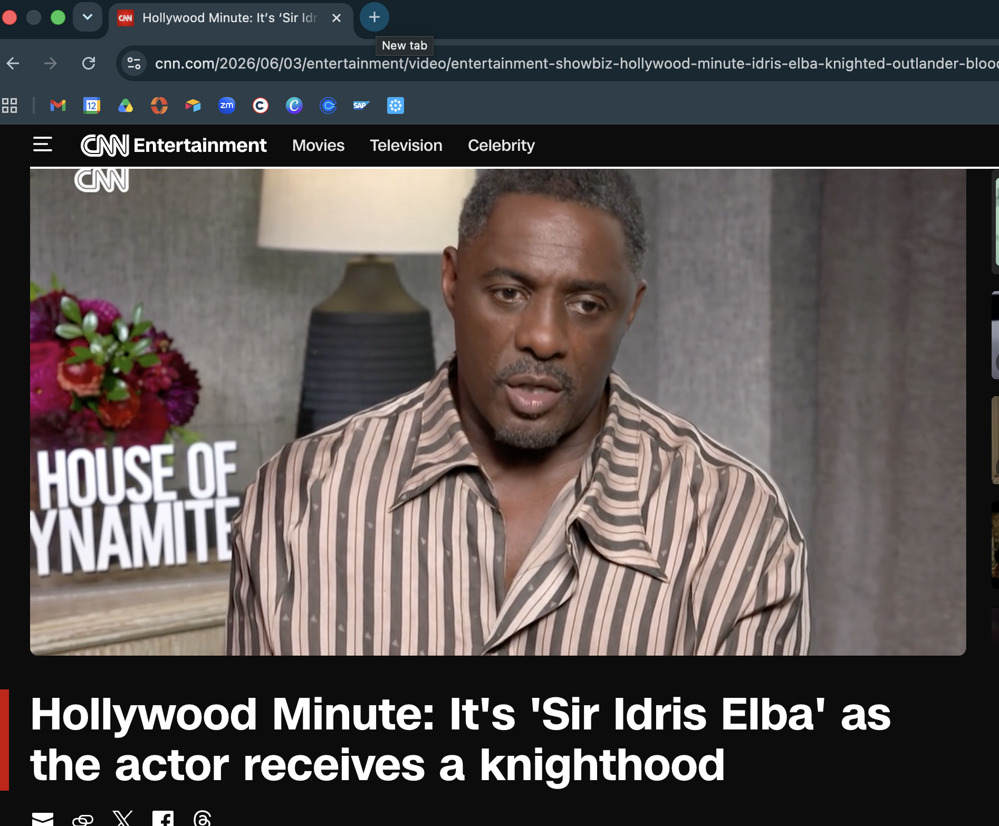 CNN
Hollywood Minute: It’s ‘Sir Idr
New tab
cnn.com/2026/06/03/entertainment/video/entertainment-showbiz-hollywood-minute-idris-elba-knighted-outlander-bloo
12
zm
C
C
C
SAP
CNN Entertainment
Movies
Television
Celebrity
CNN
HOUSE OF
YNAMITE
Hollywood Minute: It's 'Sir Idris Elba' as
the actor receives a knighthood